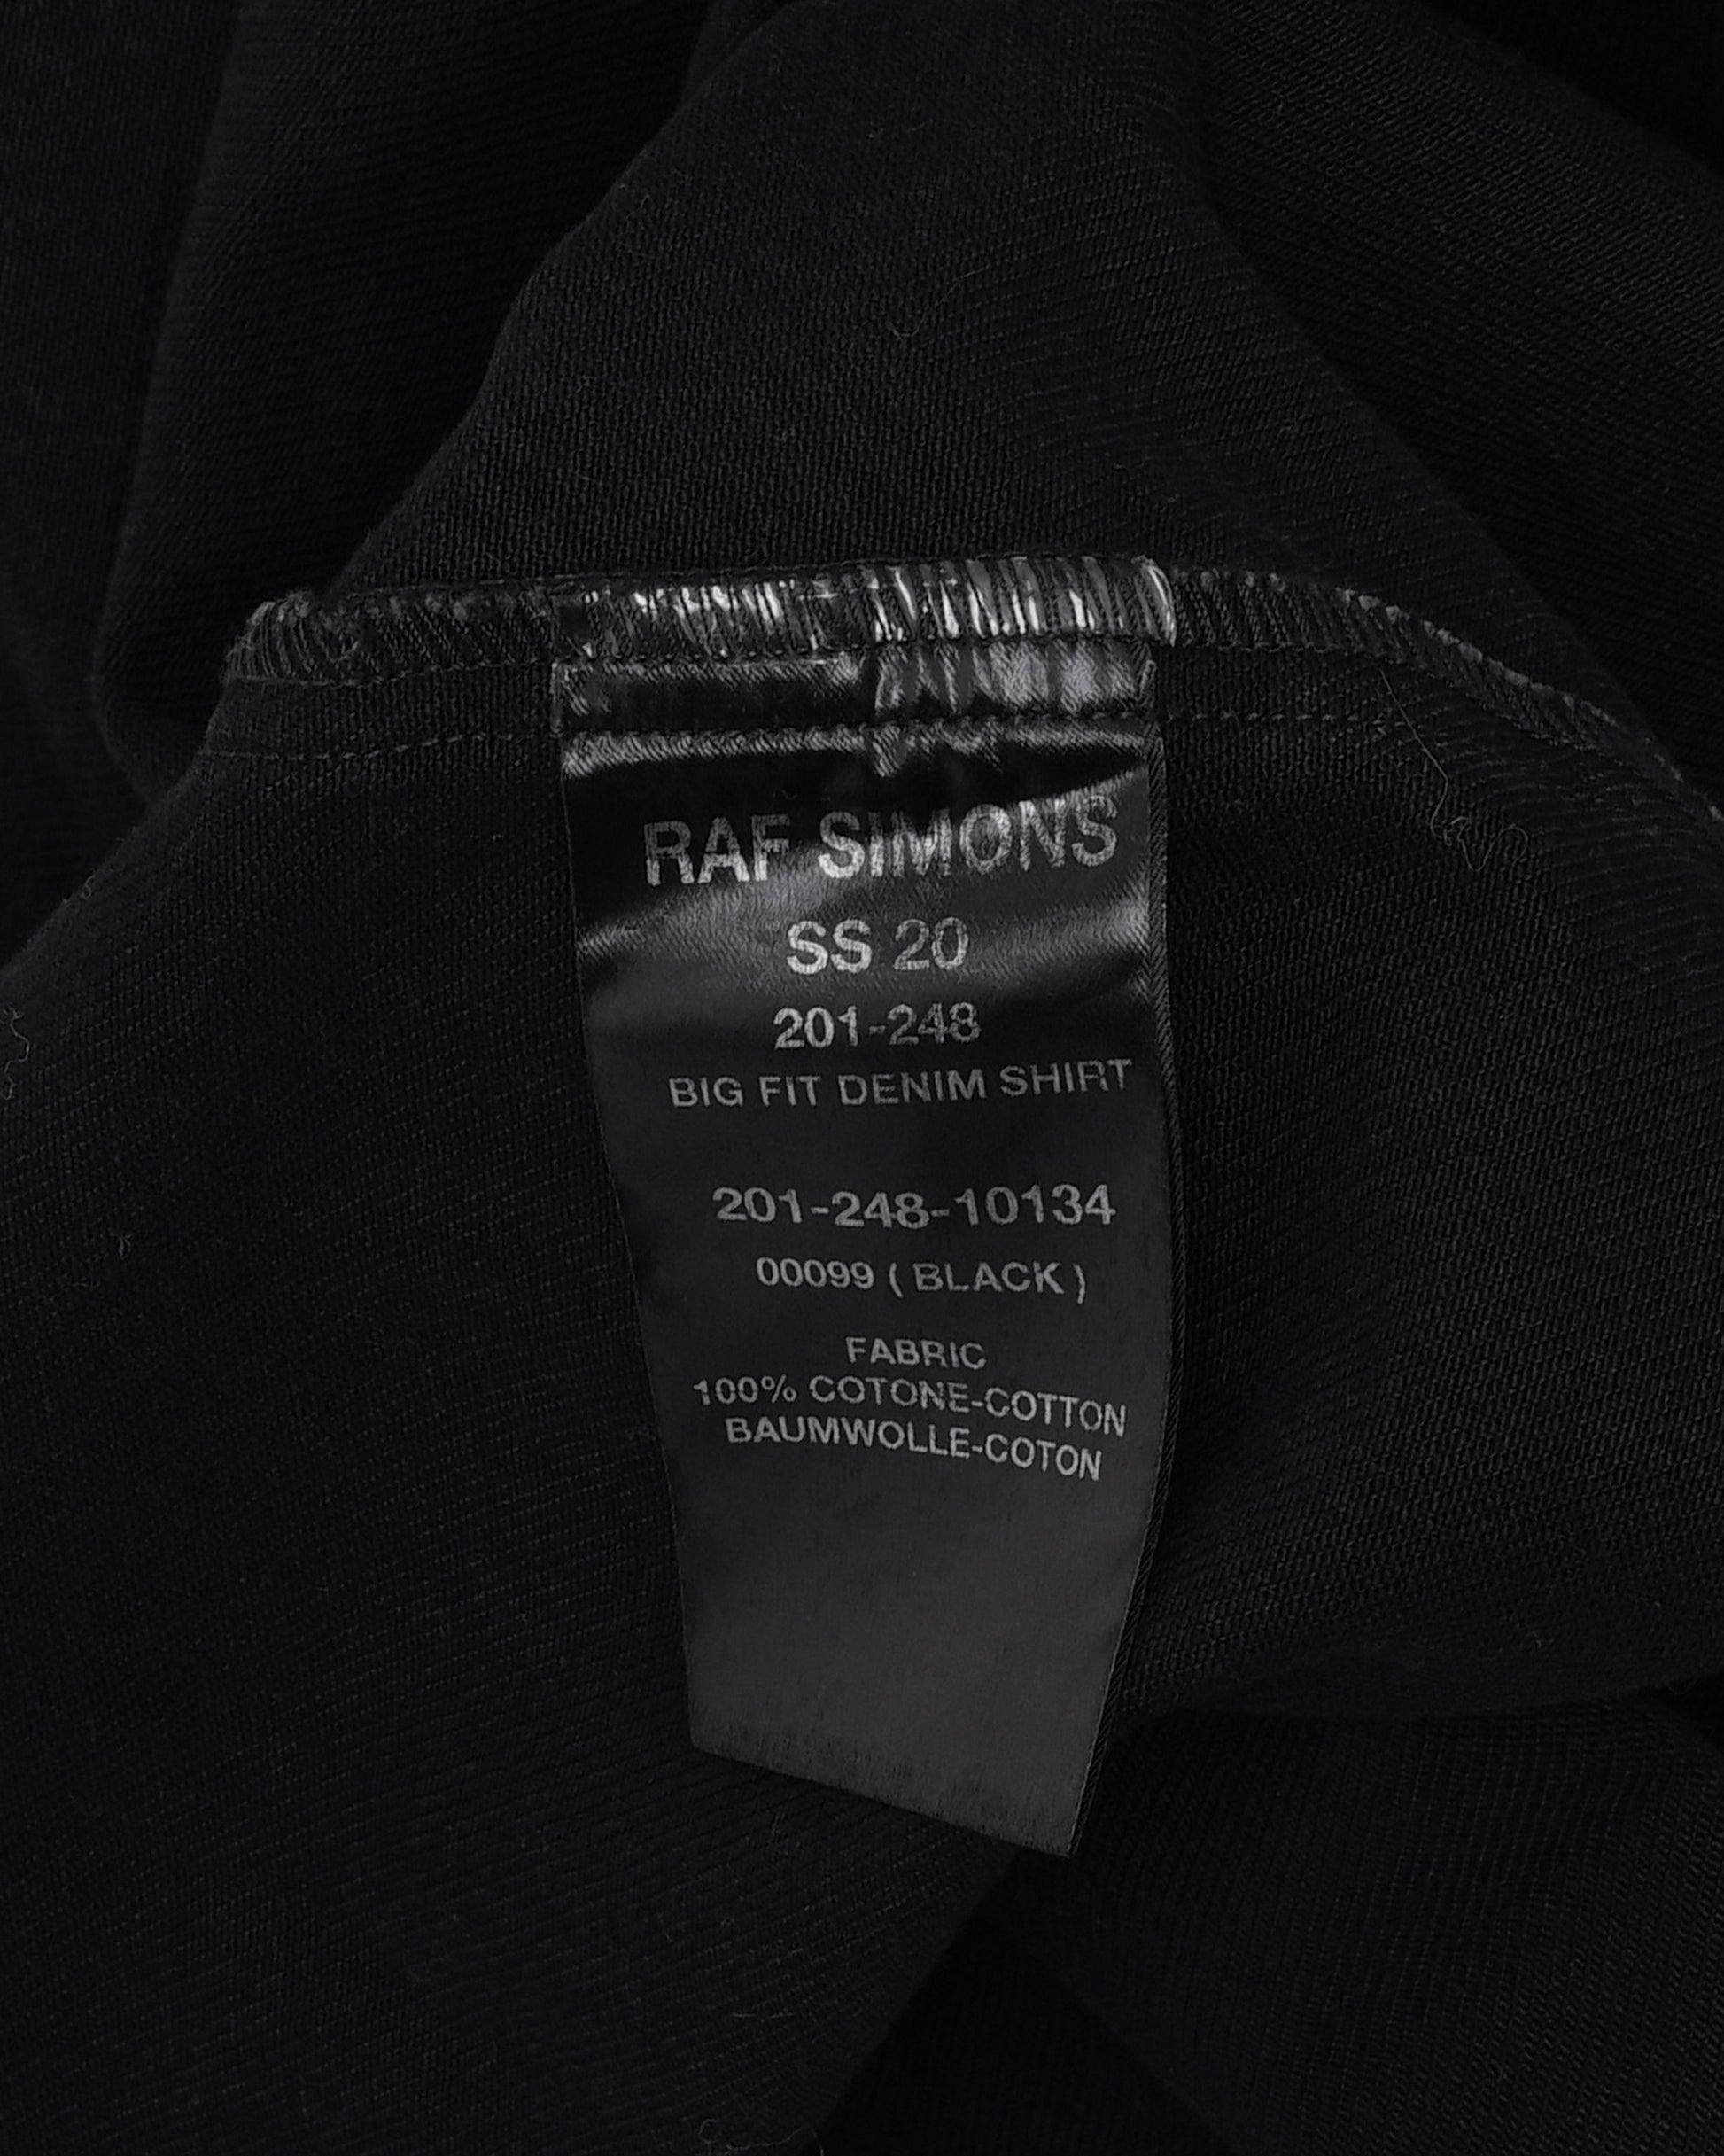 RAF SIMONS
SS 20
201-248
BIG FIT DENIM SHIRT
201-248-10134
00099 ( BLACK )
FABRIC
100% COTONE-COTTON
BAUMWOLLE-COTON